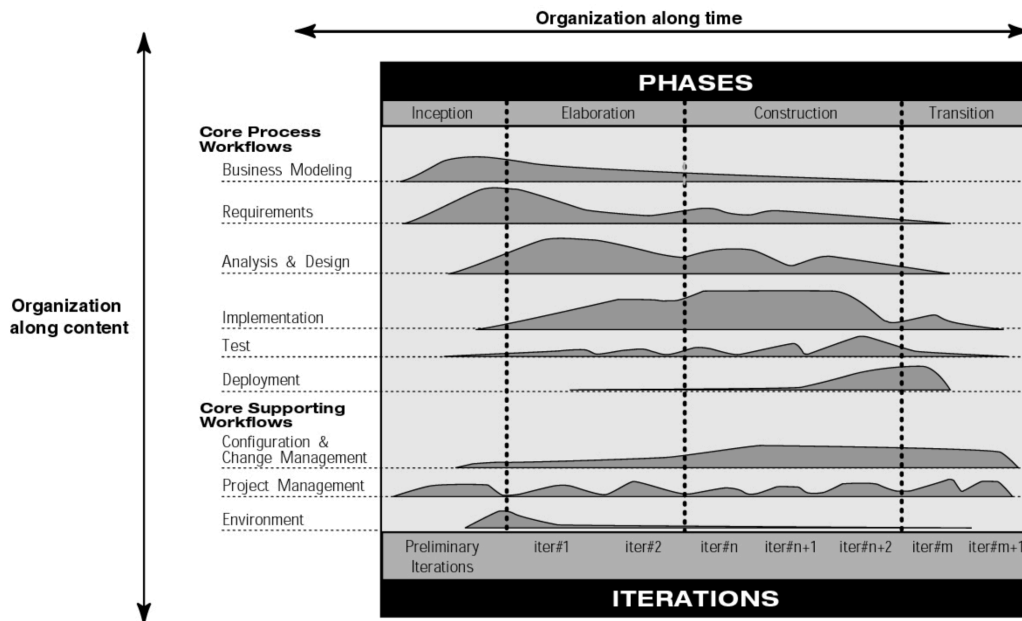 Organization along time
PHASES
Inception Elaboration Construction Transition
Core Process
Workflows
Business Modeling
Requirements
Analysis & Design
Implementation
Test
Deployment
Core Supporting
Workflows
Configuration &
Change Management
Project Management
Environment
Organization
along content
Preliminary
Iterations
iter#1 iter#2 iter#n iter#n+1 iter#n+2 iter#m iter#m+1
ITERATIONS